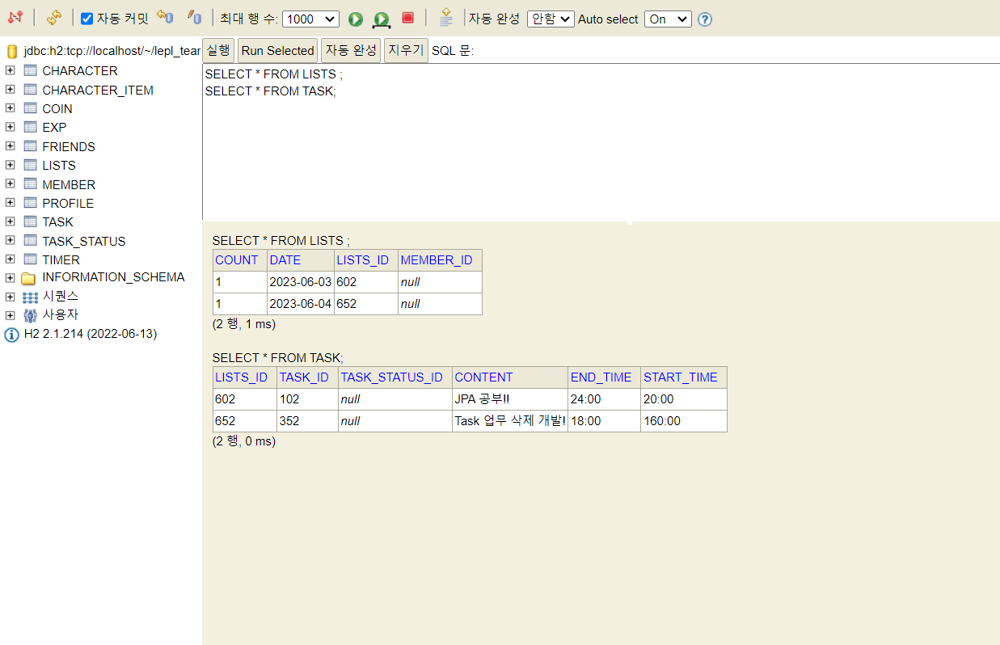 자동 커밋 최대 행 수: 1000 자동 완성 안함 Auto select On
jdbc:h2:tcp://localhost/~/lepl_tear
CHARACTER
CHARACTER_ITEM
COIN
EXP
FRIENDS
LISTS
MEMBER
PROFILE
TASK
TASK_STATUS
TIMER
INFORMATION_SCHEMA
시퀀스
사용자
H2 2.1.214 (2022-06-13)
실행 Run Selected 자동 완성 지우기 SQL 문:
SELECT * FROM LISTS ;
SELECT * FROM TASK;
SELECT * FROM LISTS ;
COUNT DATE LISTS_ID MEMBER_ID
1 2023-06-03 602 null
1 2023-06-04 652 null
(2 행, 1 ms)
SELECT * FROM TASK;
LISTS_ID TASK_ID TASK_STATUS_ID CONTENT END_TIME START_TIME
602 102 null JPA 공부!! 24:00 20:00
652 352 null Task 업무 삭제 개발! 18:00 160:00
(2 행, 0 ms)